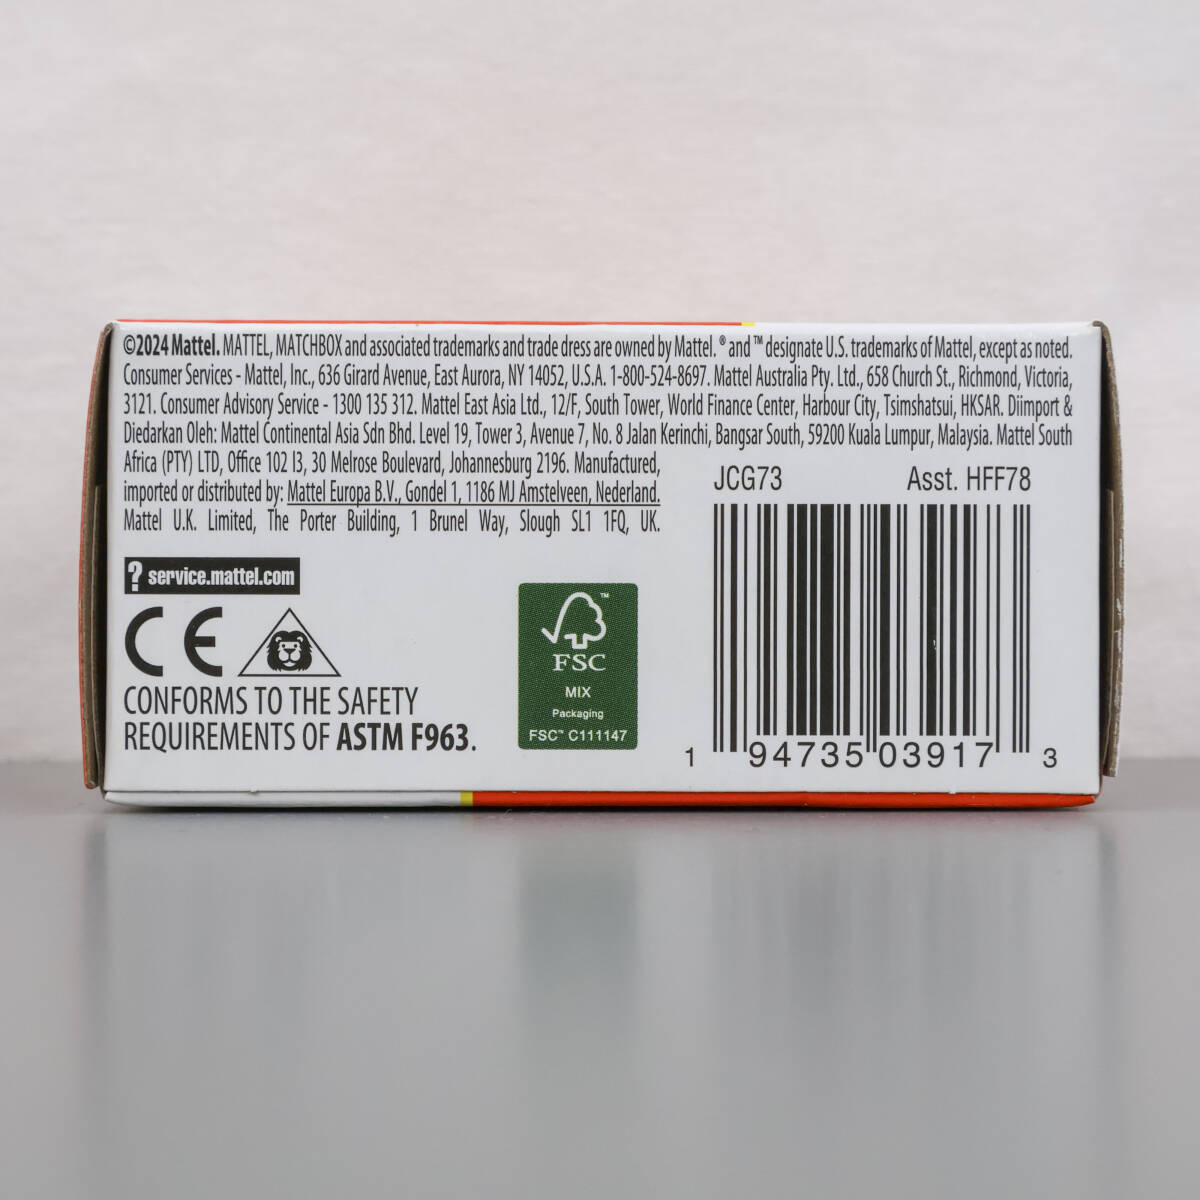 ©2024 Mattel. MATTEL, MATCHBOX and associated trademarks and trade dress are owned by Mattel. ® and ™ designate U.S. trademarks of Mattel, except as noted.
Consumer Services - Mattel, Inc., 636 Girard Avenue, East Aurora, NY 14052, U.S.A. 1-800-524-8697. Mattel Australia Pty. Ltd., 658 Church St., Richmond, Victoria,
3121. Consumer Advisory Service - 1300 135 312. Mattel East Asia Ltd., 12/F, South Tower, World Finance Center, Harbour City, Tsimshatsui, HKSAR. Diimport &
Diedarkan Oleh: Mattel Continental Asia Sdn Bhd. Level 19, Tower 3, Avenue 7, No. 8 Jalan Kerinchi, Bangsar South, 59200 Kuala Lumpur, Malaysia. Mattel South
Africa (PTY) LTD, Office 102 I3, 30 Melrose Boulevard, Johannesburg 2196. Manufactured,
imported or distributed by: Mattel Europa B.V., Gondel 1, 1186 MJ Amstelveen, Nederland.
Mattel U.K. Limited, The Porter Building, 1 Brunel Way, Slough SL1 1FQ, UK.
? service.mattel.com
CE
CONFORMS TO THE SAFETY
REQUIREMENTS OF ASTM F963.
™
FSC
MIX
Packaging
FSC™ C111147
JCG73 Asst. HFF78
1 94735 03917 3